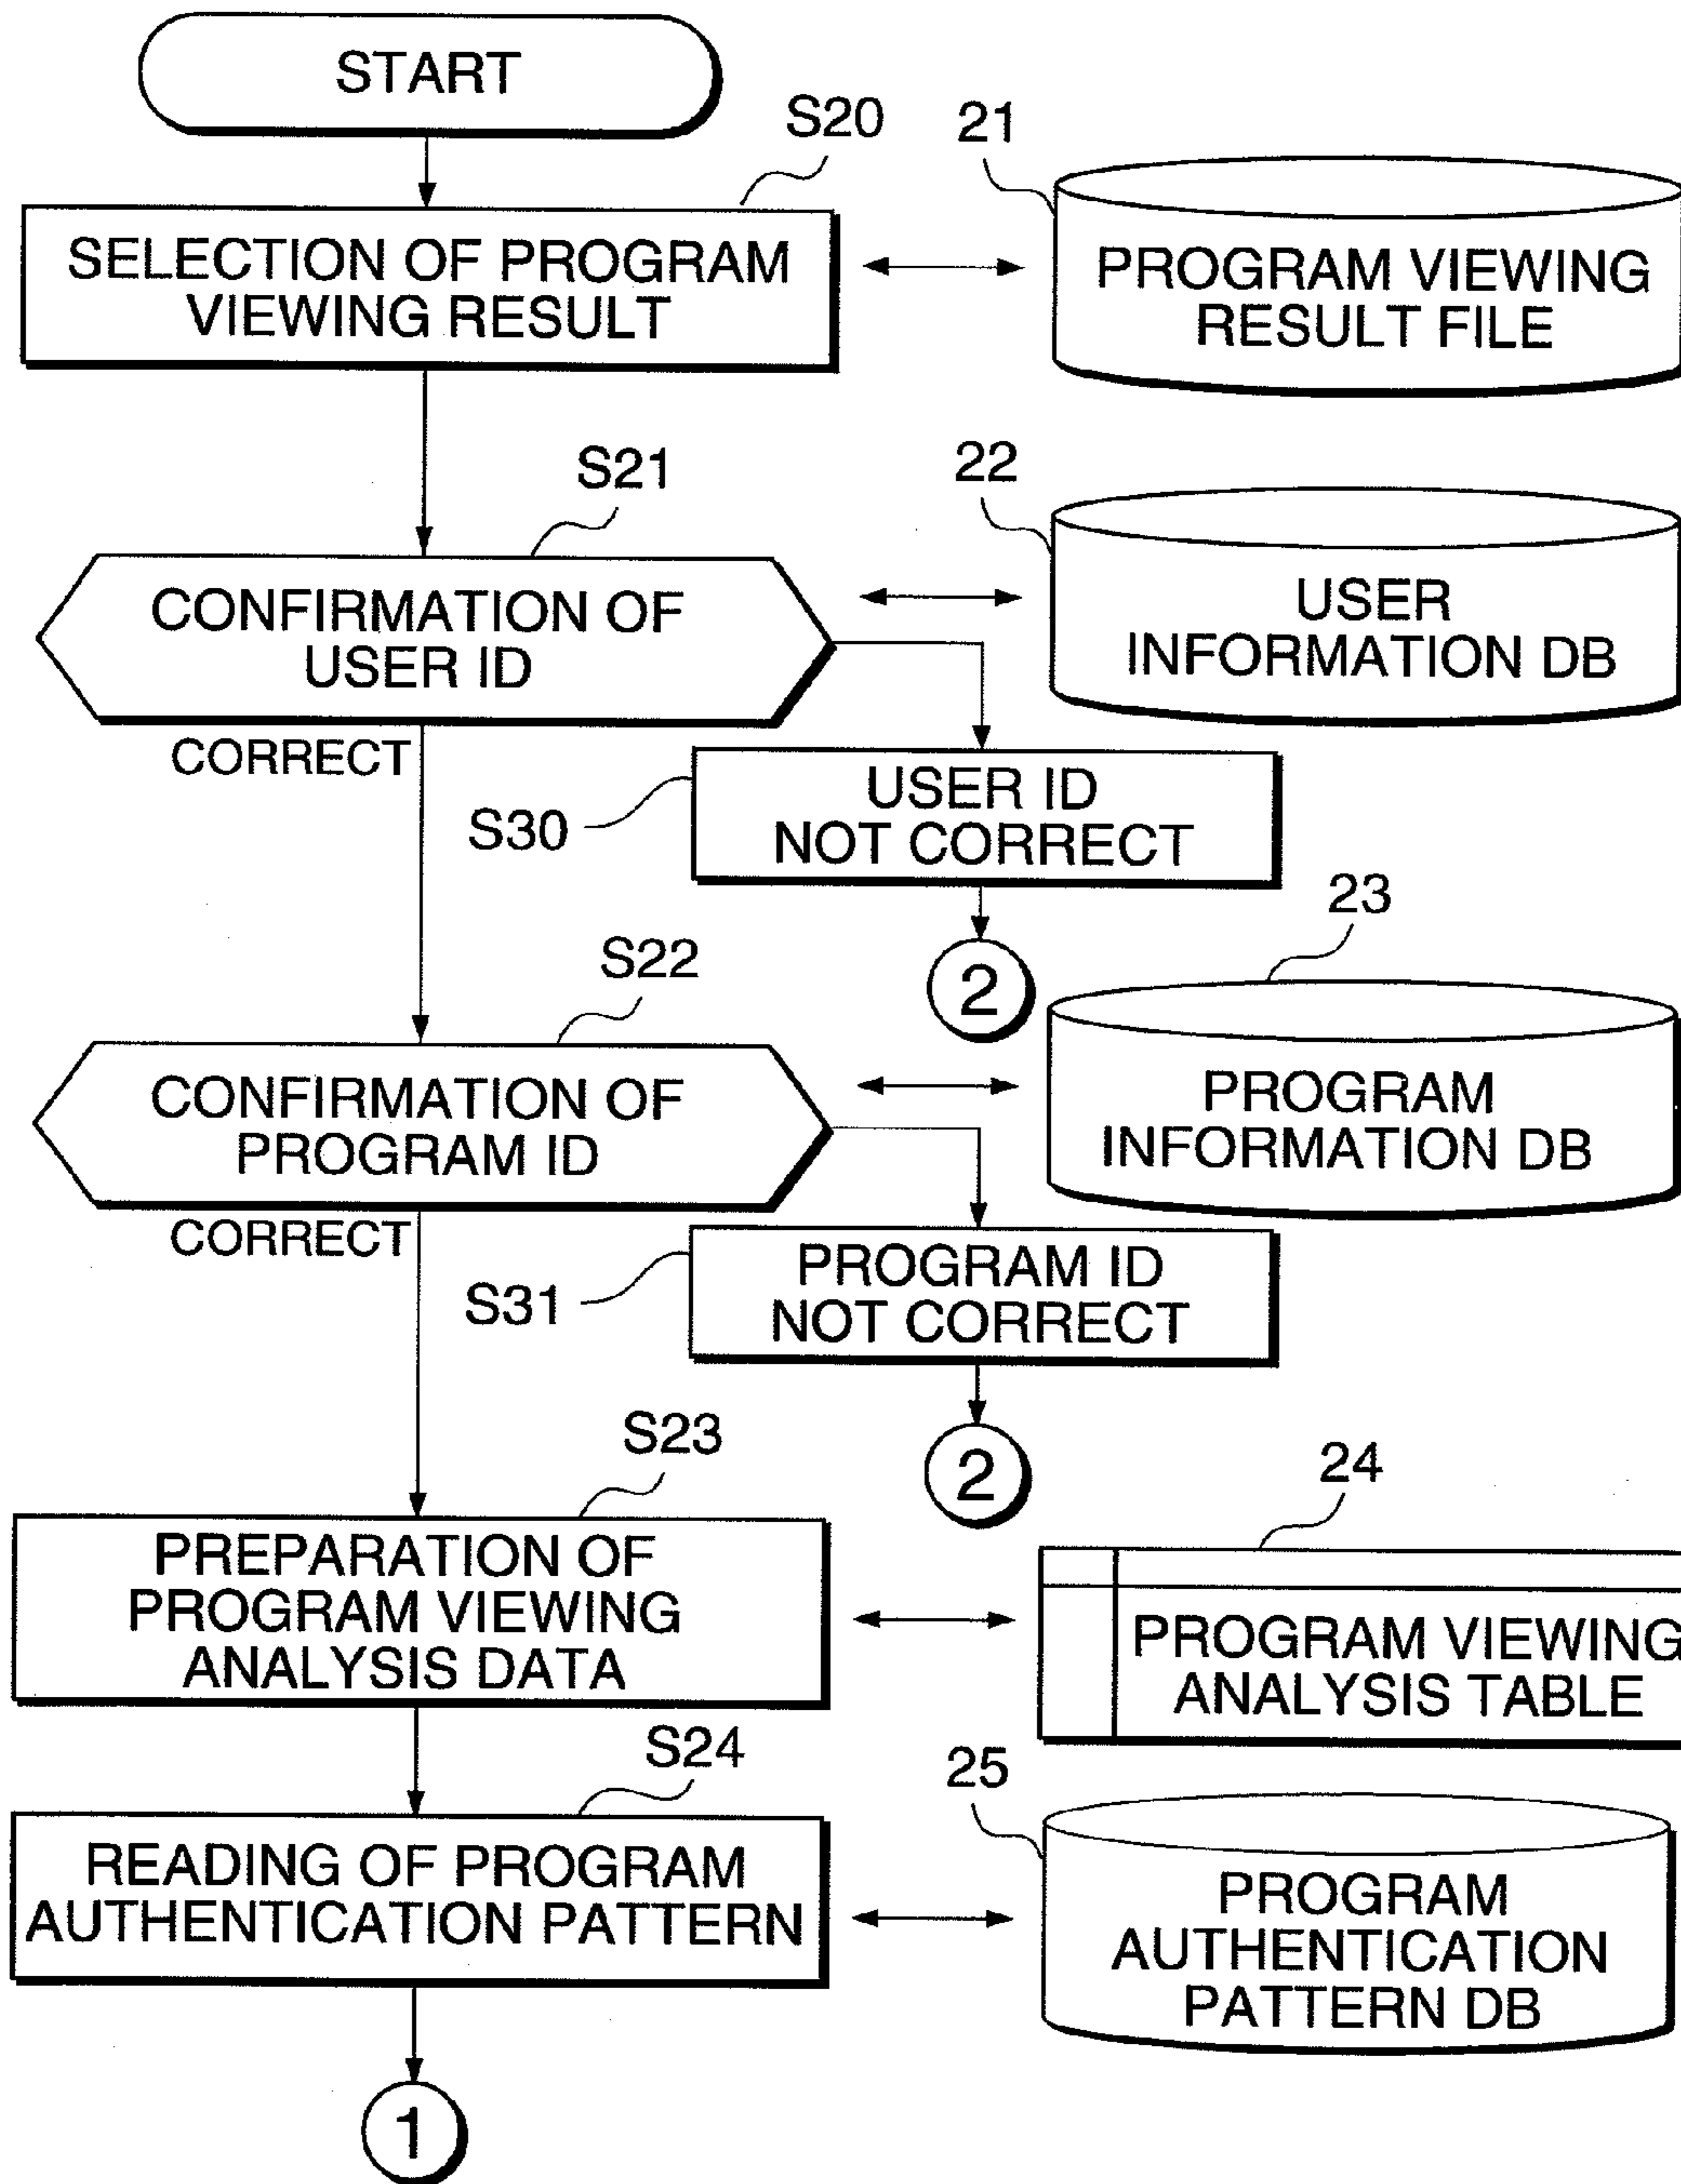 START
S20
21
SELECTION OF PROGRAM
VIEWING RESULT
PROGRAM VIEWING
RESULT FILE
S21
22
CONFIRMATION OF
USER ID
USER
INFORMATION DB
CORRECT
S30
USER ID
NOT CORRECT
2
23
S22
CONFIRMATION OF
PROGRAM ID
PROGRAM
INFORMATION DB
CORRECT
S31
PROGRAM ID
NOT CORRECT
2
S23
24
PREPARATION OF
PROGRAM VIEWING
ANALYSIS DATA
PROGRAM VIEWING
ANALYSIS TABLE
S24
25
READING OF PROGRAM
AUTHENTICATION PATTERN
PROGRAM
AUTHENTICATION
PATTERN DB
1